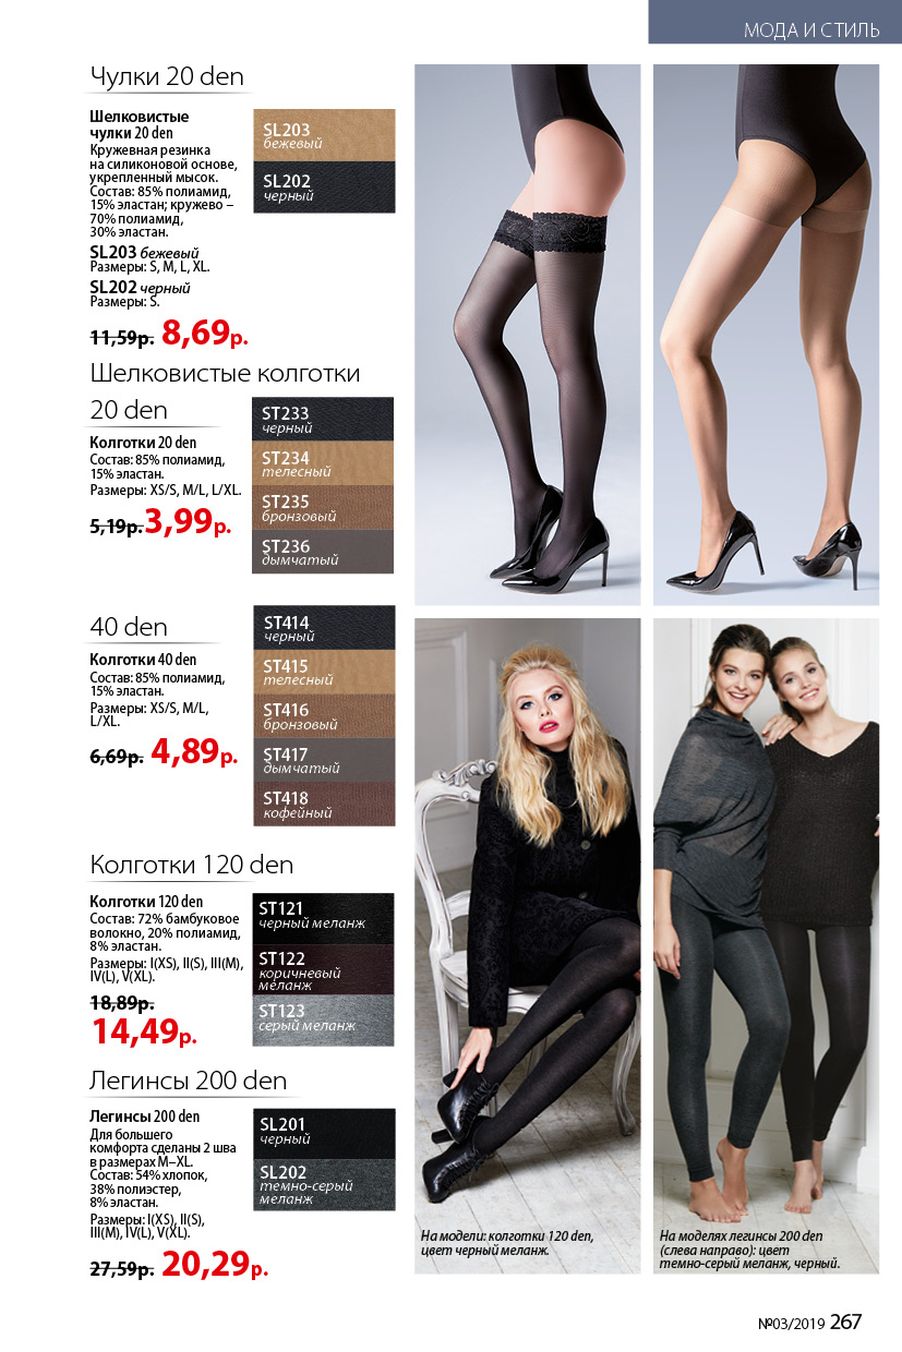 МОДА И СТИЛЬ
Чулки 20 den
Шелковистые
чулки 20 den
Кружевная резинка
на силиконовой основе,
укрепленный мысок.
Состав: 85% полиамид,
15% эластан; кружево –
70% полиамид,
30% эластан.
SL203 бежевый
Размеры: S, M, L, XL.
SL202 черный
Размеры: S.
11,59р. 8,69р.
SL203
бежевый
SL202
черный
Шелковистые колготки
20 den
Колготки 20 den
Состав: 85% полиамид,
15% эластан.
Размеры: XS/S, M/L, L/XL.
5,19р. 3,99р.
ST233
черный
ST234
телесный
ST235
бронзовый
ST236
дымчатый
40 den
Колготки 40 den
Состав: 85% полиамид,
15% эластан.
Размеры: XS/S, M/L,
L/XL.
6,69р. 4,89р.
ST414
черный
ST415
телесный
ST416
бронзовый
ST417
дымчатый
ST418
кофейный
Колготки 120 den
Колготки 120 den
Состав: 72% бамбуковое
волокно, 20% полиамид,
8% эластан.
Размеры: I(XS), II(S), III(M),
IV(L), V(XL).
18,89р.
14,49р.
ST121
черный меланж
ST122
коричневый
меланж
ST123
серый меланж
Легинсы 200 den
Легинсы 200 den
Для большего
комфорта сделаны 2 шва
в размерах M–XL.
Состав: 54% хлопок,
38% полиэстер,
8% эластан.
Размеры: I(XS), II(S),
III(M), IV(L), V(XL).
27,59р. 20,29р.
SL201
черный
SL202
темно-серый
меланж
На модели: колготки 120 den,
цвет черный меланж.
На моделях легинсы 200 den
(слева направо): цвет
темно-серый меланж, черный.
№03/2019 267